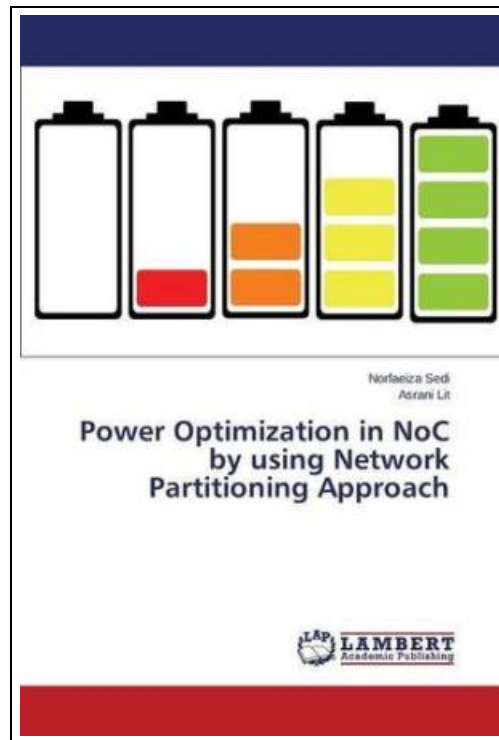 Norfaeiza Sedi
Asrani Lit
Power Optimization in NoC
by using Network
Partitioning Approach
LAP
LAMBERT
Academic Publishing